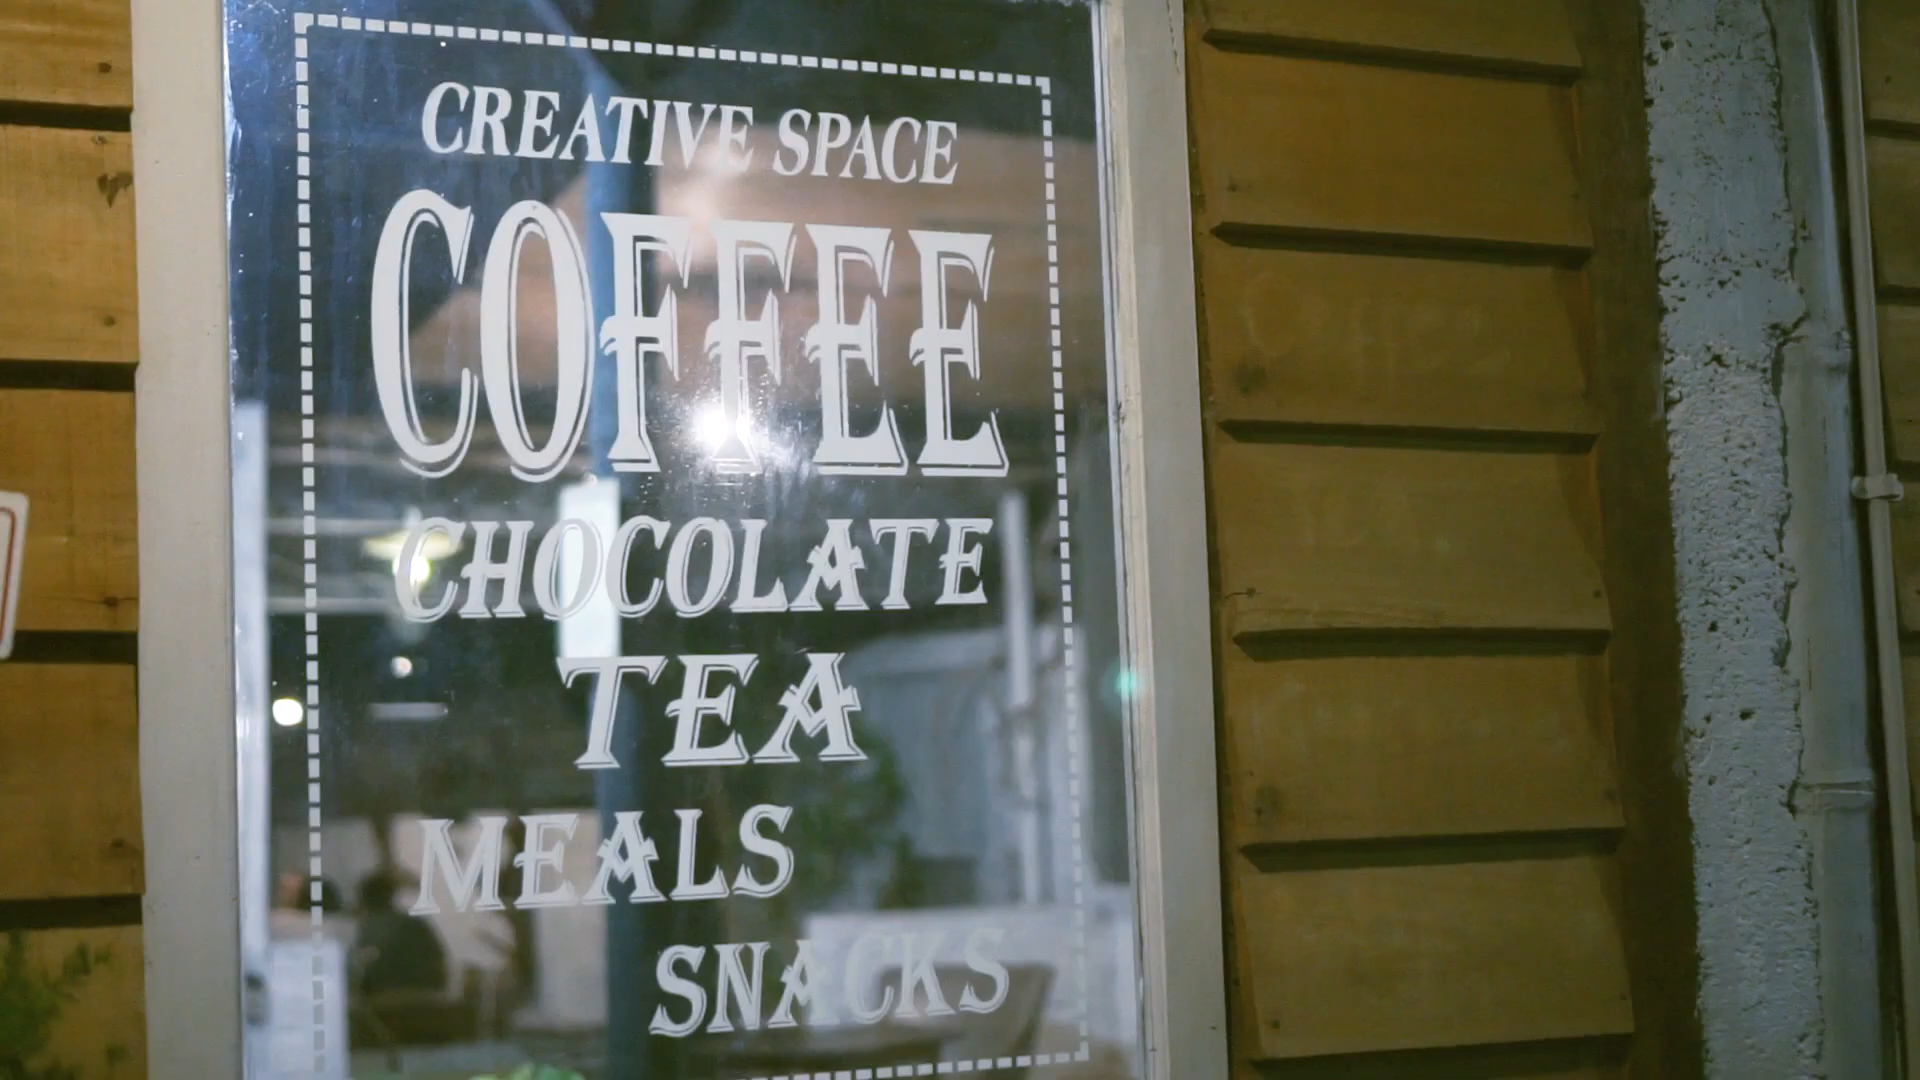 CREATIVE SPACE
COFFEE
CHOCOLATE
TEA
MEALS
SNACKS